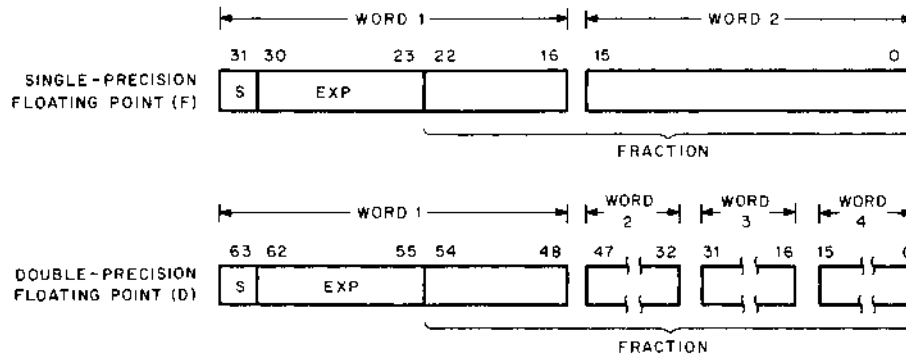 WORD 1 WORD 2
31 30 23 22 16 15 0
SINGLE-PRECISION
FLOATING POINT (F)
S EXP
FRACTION
WORD 1 WORD 2 WORD 3 WORD 4
63 62 55 54 48 47 32 31 16 15
DOUBLE-PRECISION
FLOATING POINT (D)
S EXP
FRACTION